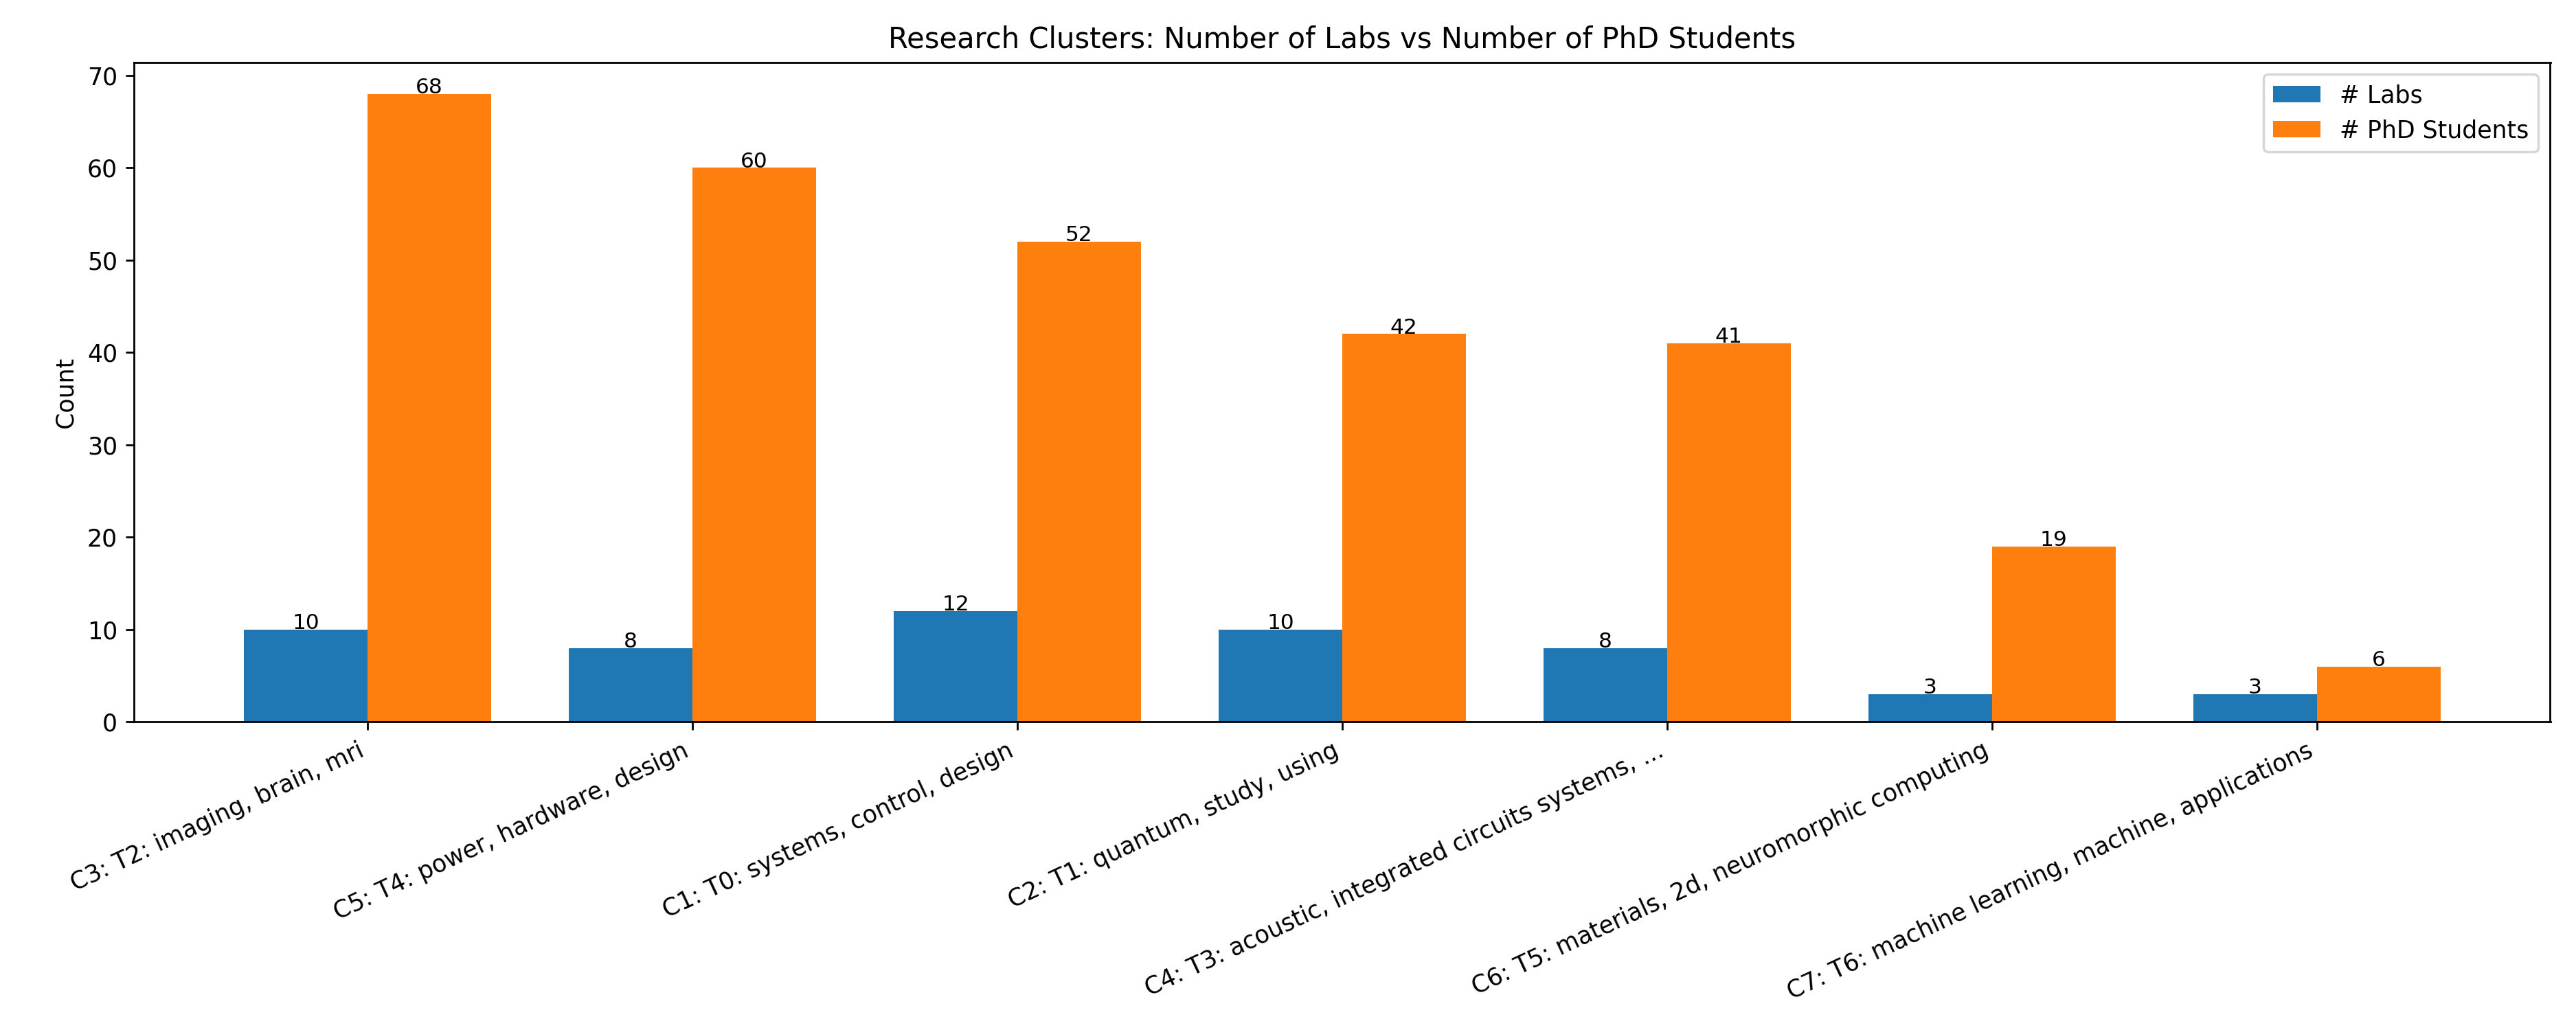 Research Clusters: Number of Labs vs Number of PhD Students
# Labs
# PhD Students
Count
70
60
50
40
30
20
10
0
10
68
8
60
12
52
10
42
8
41
3
19
3
6
C3: T2: imaging, brain, mri
C5: T4: power, hardware, design
C1: T0: systems, control, design
C2: T1: quantum, study, using
C4: T3: acoustic, integrated circuits systems, ...
C6: T5: materials, 2d, neuromorphic computing
C7: T6: machine learning, machine, applications